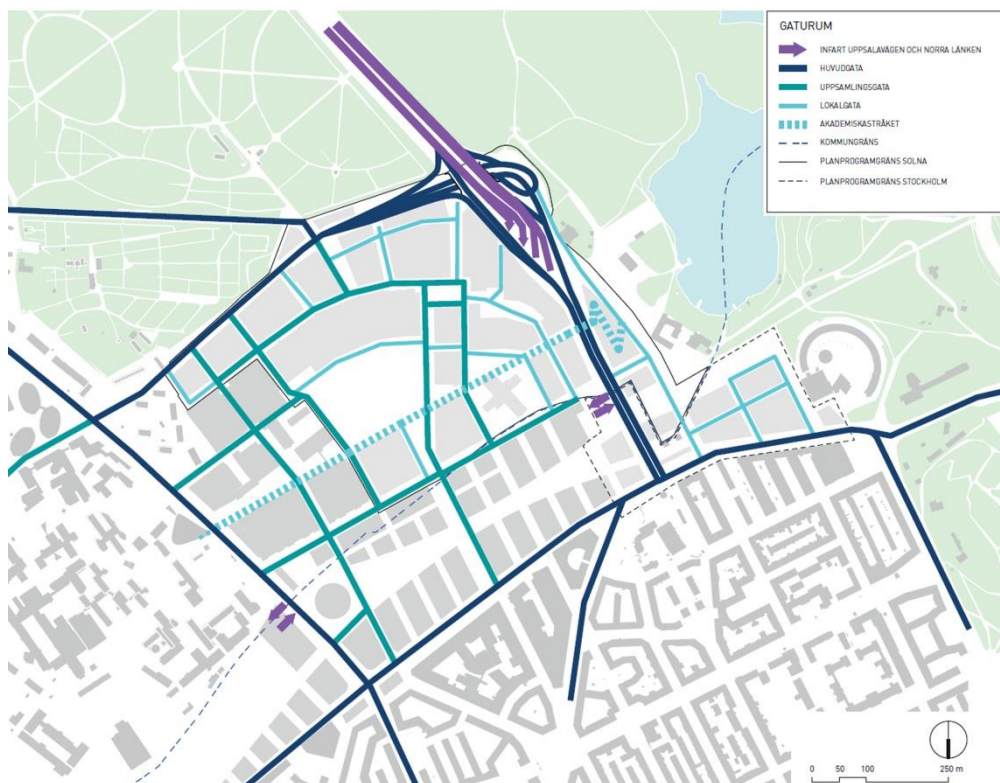 GATURUM
INFART UPPSALAVÄGEN OCH NORRA LÄNKEN
HUVUDGATA
UPPSAMLINGSGATA
LOKALGATA
AKADEMISKASTRÅKET
KOMMUNGRÄNS
PLANPROGRAMGRÄNS SOLNA
PLANPROGRAMGRÄNS STOCKHOLM
0 50 100 250 m